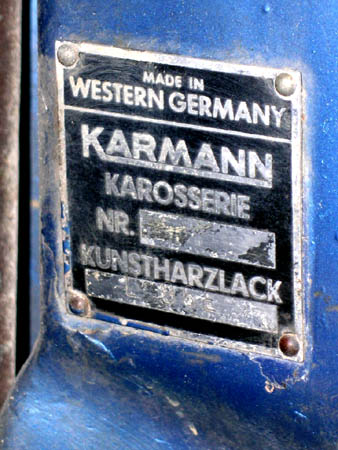 MADE IN
WESTERN GERMANY
KARMANN
KAROSSERIE
NR.
KUNSTHARZLACK